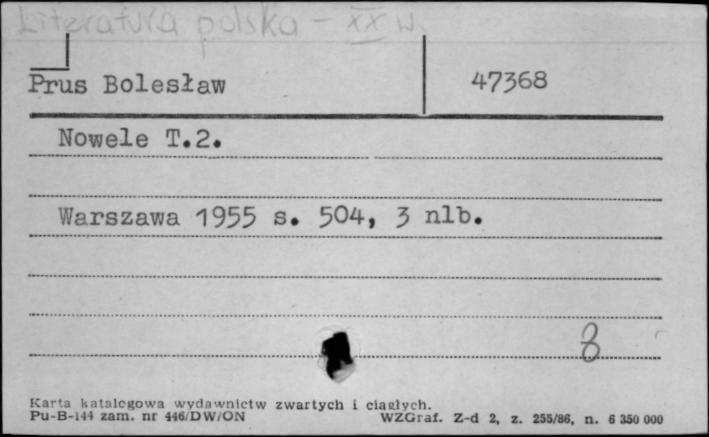 Literatura polska – XX w.
Prus Bolesław 47368
Nowele T.2.
Warszawa 1955 s. 504, 3 nlb.
8
Karta katalogowa wydawnictw zwartych i ciągłych.
Pu-B-144 zam. nr 446/DW/ON WZGraf. Z-d 2, z. 255/86, n. 6 350 000